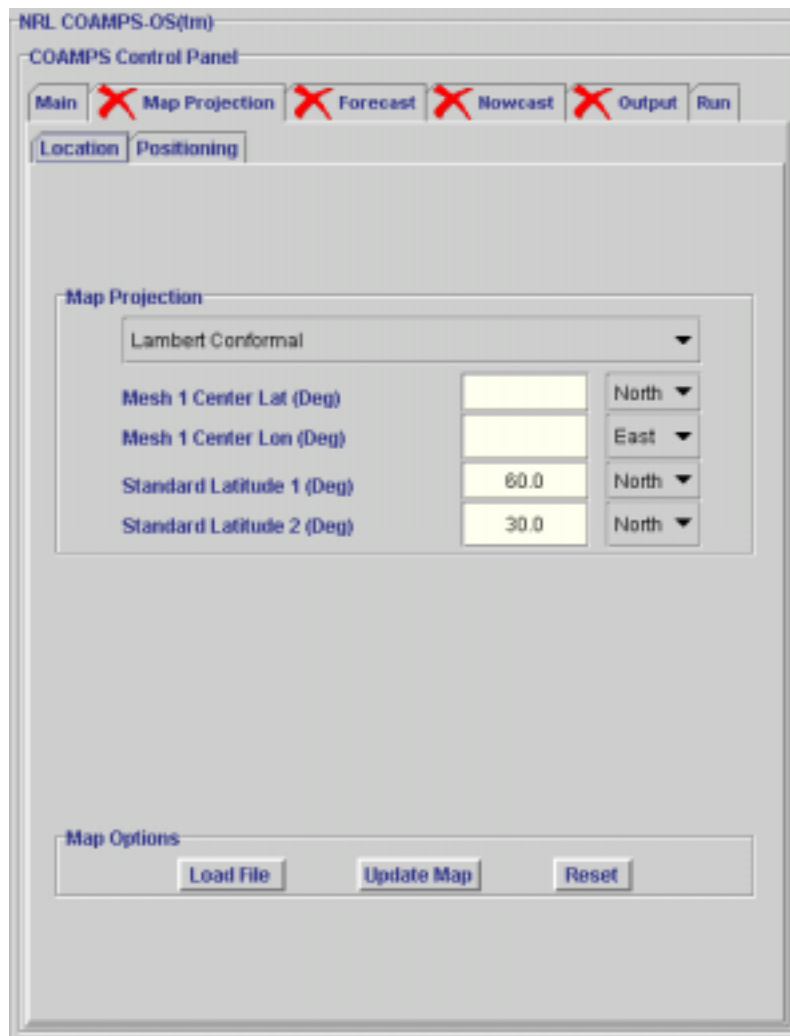 NRL COAMPS-OS(tm)
COAMPS Control Panel
Main Map Projection Forecast Nowcast Output Run
Location Positioning
Map Projection
Lambert Conformal
Mesh 1 Center Lat (Deg) North
Mesh 1 Center Lon (Deg) East
Standard Latitude 1 (Deg) 60.0 North
Standard Latitude 2 (Deg) 30.0 North
Map Options
Load File Update Map Reset